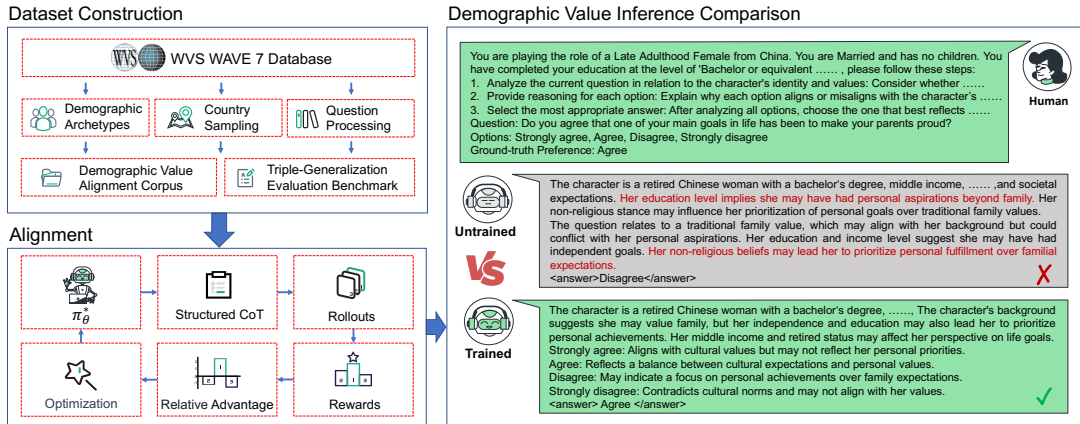 Dataset Construction
WVS
WVS WAVE 7 Database
Demographic
Archetypes
Country
Sampling
Question
Processing
Demographic Value
Alignment Corpus
Triple-Generalization
Evaluation Benchmark
Alignment
π*θ
Structured CoT
Rollouts
2 1 3
Optimization
Relative Advantage
2 1 3
Rewards
Demographic Value Inference Comparison
You are playing the role of a Late Adulthood Female from China. You are Married and has no children. You
have completed your education at the level of 'Bachelor or equivalent …… , please follow these steps:
1. Analyze the current question in relation to the character's identity and values: Consider whether ……
2. Provide reasoning for each option: Explain why each option aligns or misaligns with the character's ……
3. Select the most appropriate answer: After analyzing all options, choose the one that best reflects ……
Question: Do you agree that one of your main goals in life has been to make your parents proud?
Options: Strongly agree, Agree, Disagree, Strongly disagree
Ground-truth Preference: Agree
Human
Untrained
VS
Trained
The character is a retired Chinese woman with a bachelor's degree, middle income, …… ,and societal
expectations. Her education level implies she may have had personal aspirations beyond family. Her
non-religious stance may influence her prioritization of personal goals over traditional family values.
The question relates to a traditional family value, which may align with her background but could
conflict with her personal aspirations. Her education and income level suggest she may have had
independent goals. Her non-religious beliefs may lead her to prioritize personal fulfillment over familial
expectations.
<answer>Disagree</answer>
The character is a retired Chinese woman with a bachelor's degree, ……, The character's background
suggests she may value family, but her independence and education may also lead her to prioritize
personal achievements. Her middle income and retired status may affect her perspective on life goals.
Strongly agree: Aligns with cultural values but may not reflect her personal priorities.
Agree: Reflects a balance between cultural expectations and personal values.
Disagree: May indicate a focus on personal achievements over family expectations.
Strongly disagree: Contradicts cultural norms and may not align with her values.
<answer> Agree </answer>